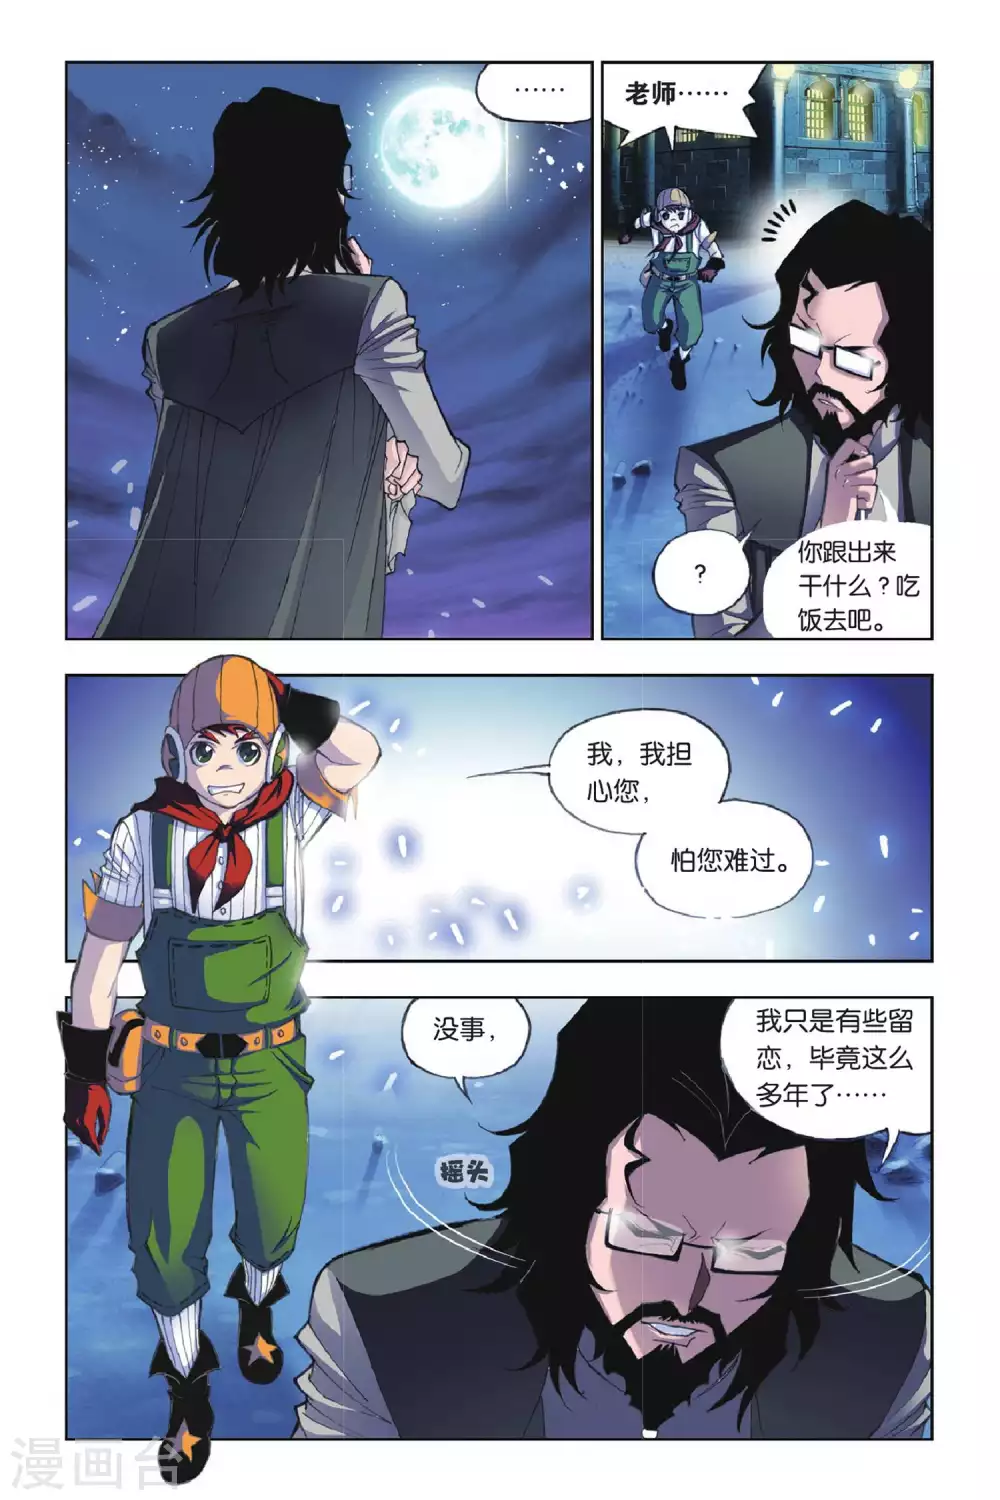 ……
老师……
?
你跟出来
干什么?吃
饭去吧。
我,我担
心您,
怕您难过。
没事,
我只是有些留
恋,毕竟这么
多年了……
摇头
漫画台